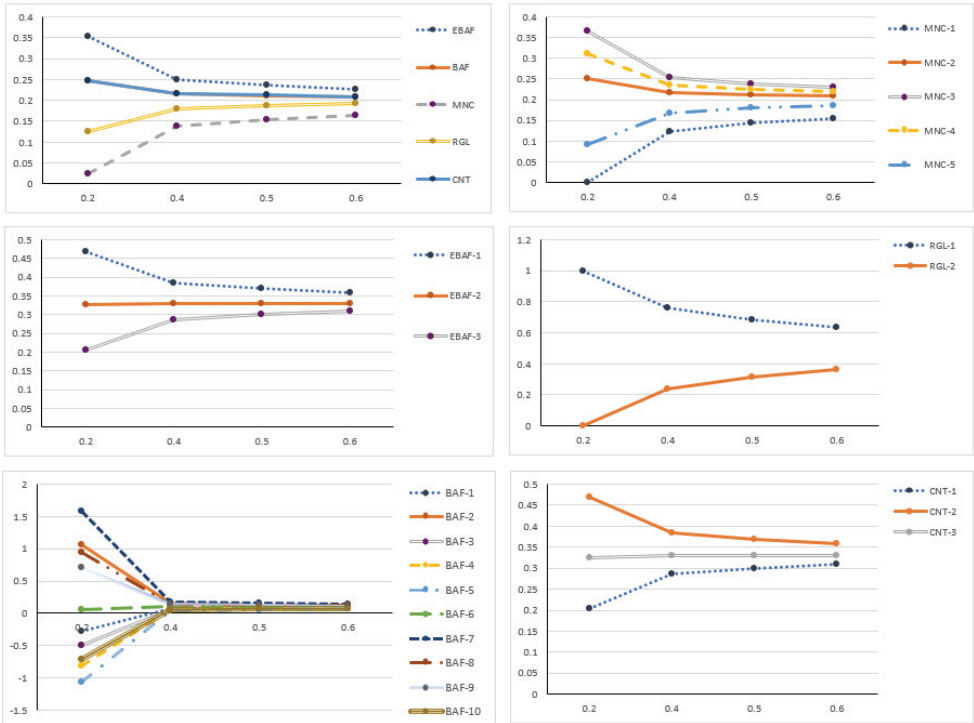 0.4
0.35
0.3
0.25
0.2
0.15
0.1
0.05
0
0.2 0.4 0.5 0.6
EBAF
BAF
MNC
RGL
CNT
0.4
0.35
0.3
0.25
0.2
0.15
0.1
0.05
0
0.2 0.4 0.5 0.6
MNC-1
MNC-2
MNC-3
MNC-4
MNC-5
0.5
0.45
0.4
0.35
0.3
0.25
0.2
0.15
0.1
0.05
0
0.2 0.4 0.5 0.6
EBAF-1
EBAF-2
EBAF-3
1.2
1
0.8
0.6
0.4
0.2
0
0.2 0.4 0.5 0.6
RGL-1
RGL-2
2
1.5
1
0.5
0
-0.5
-1
-1.5
0.2 0.4 0.5 0.6
BAF-1
BAF-2
BAF-3
BAF-4
BAF-5
BAF-6
BAF-7
BAF-8
BAF-9
BAF-10
0.5
0.45
0.4
0.35
0.3
0.25
0.2
0.15
0.1
0.05
0
0.2 0.4 0.5 0.6
CNT-1
CNT-2
CNT-3